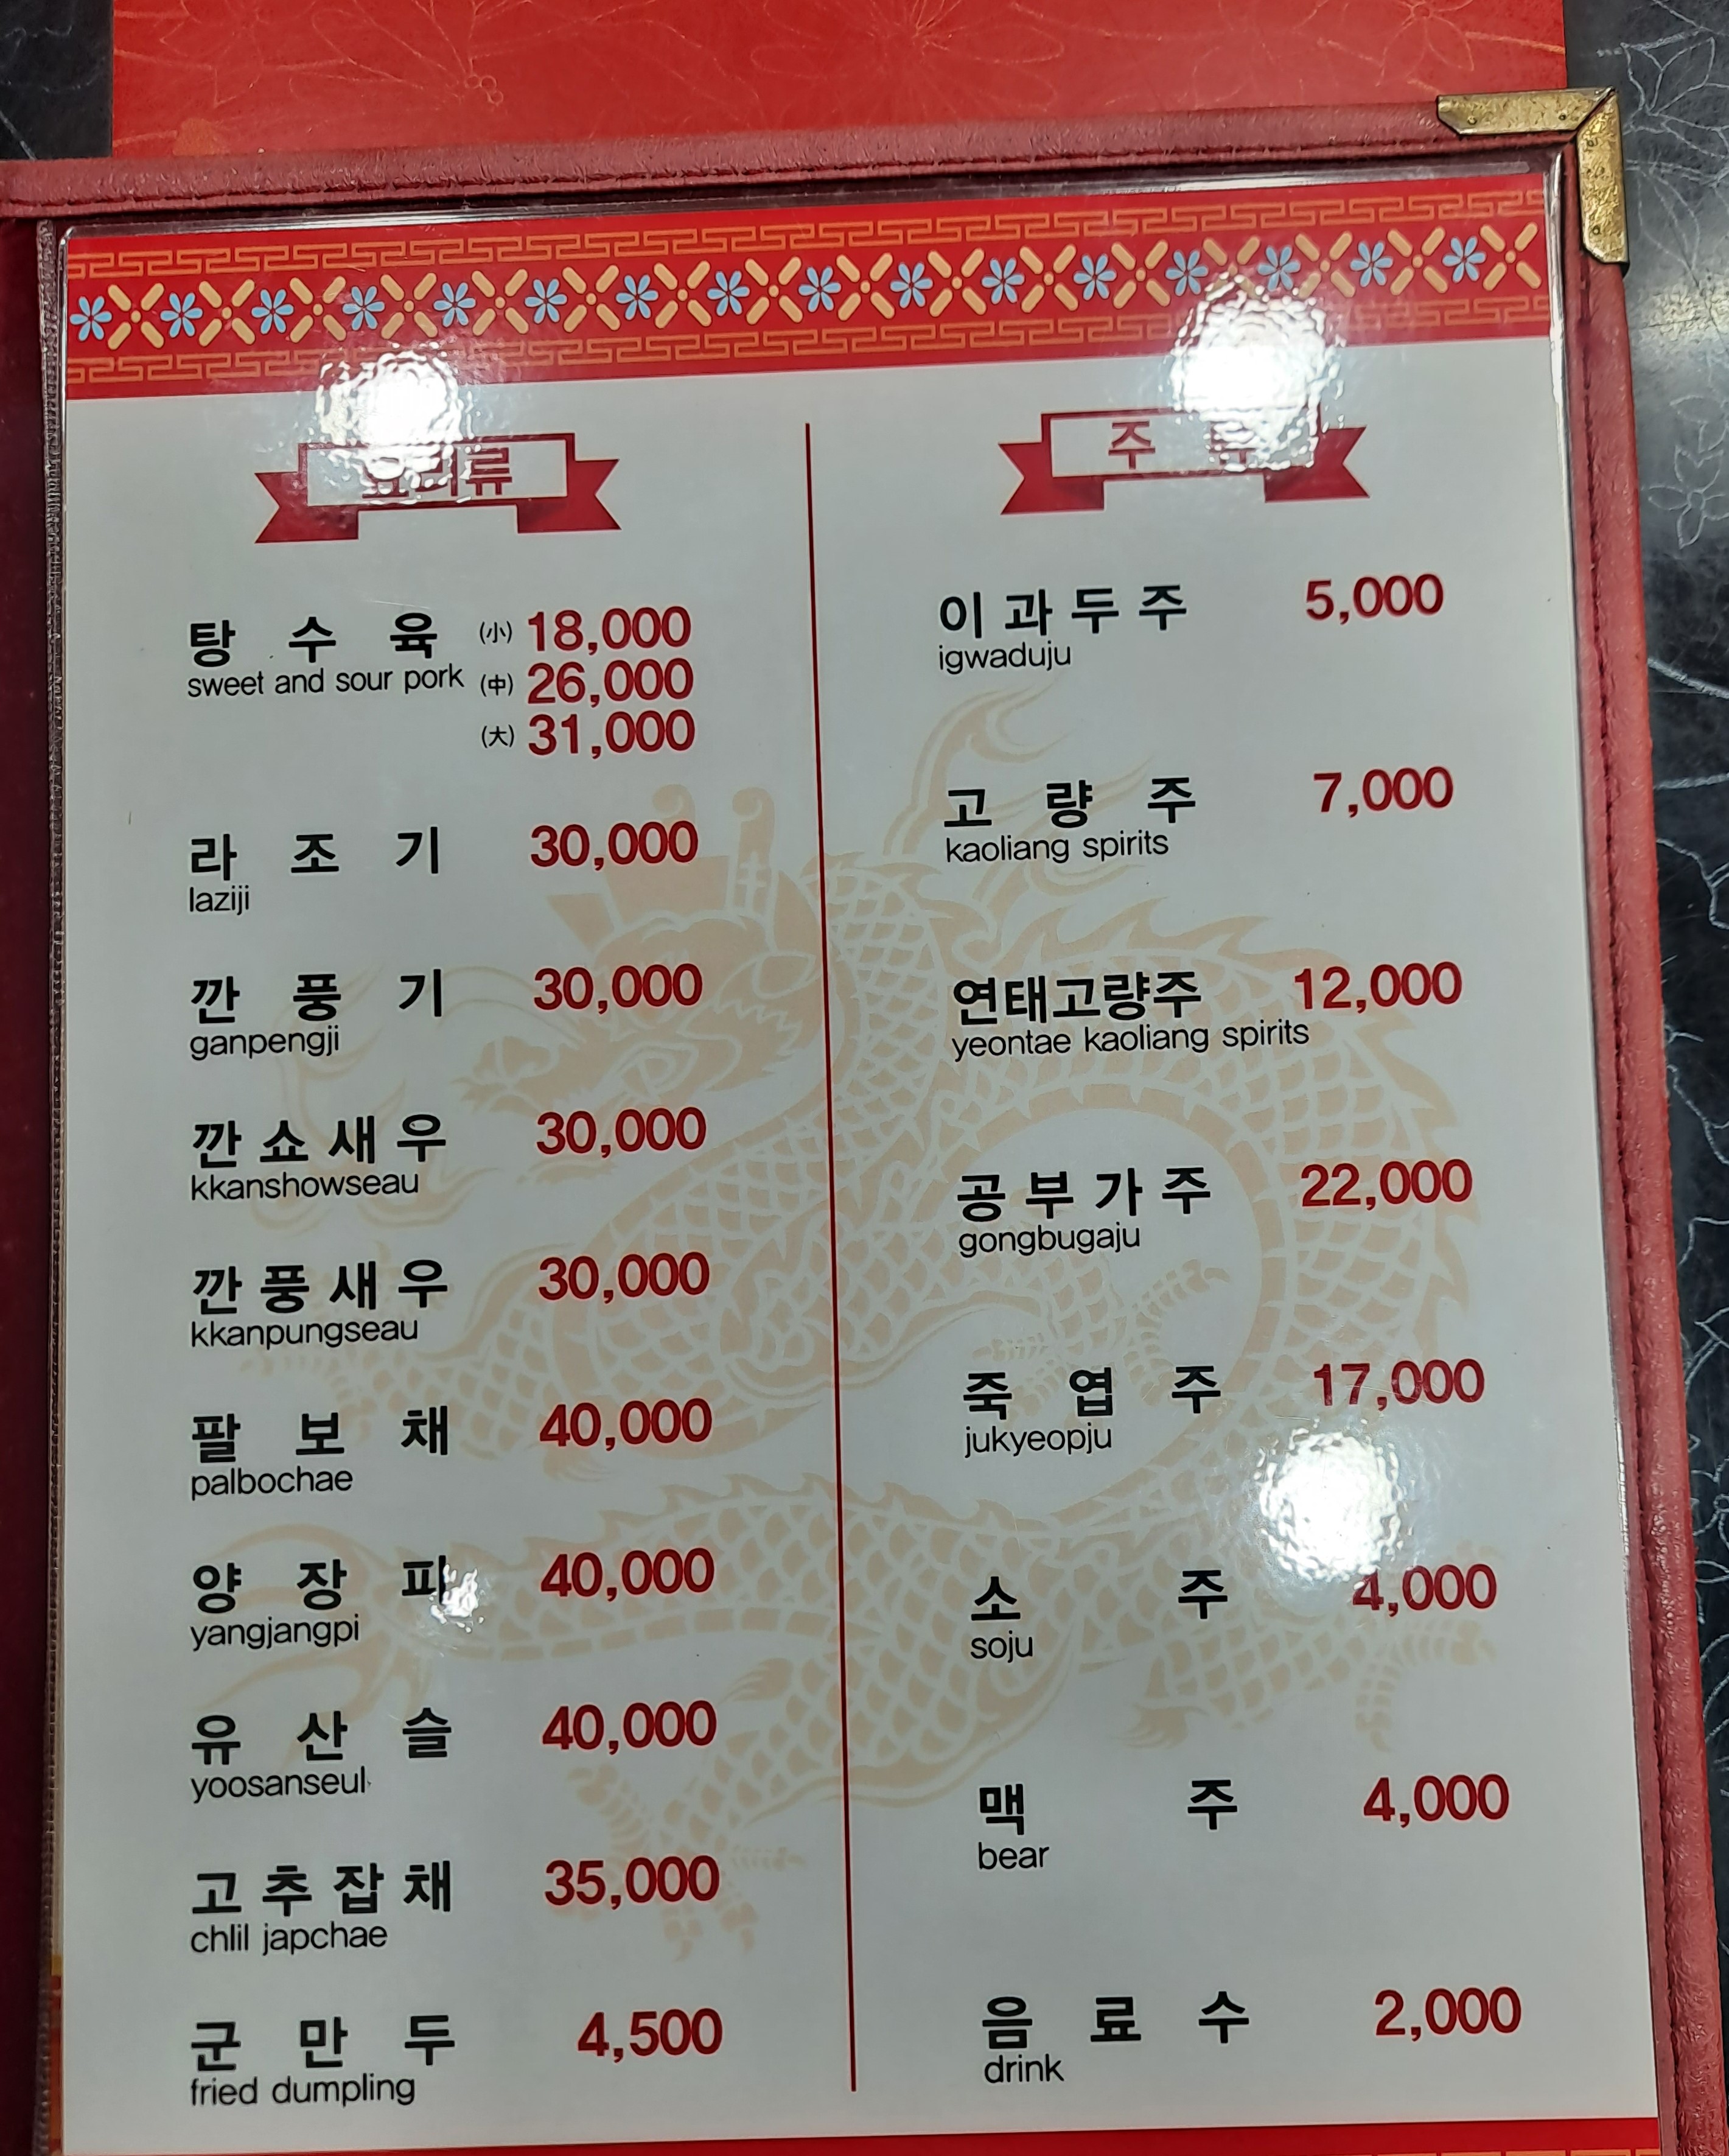 요리류
탕 수 육 (小) 18,000
sweet and sour pork (中) 26,000
(大) 31,000
라 조 기 30,000
laziji
깐 풍 기 30,000
ganpengji
깐 쇼 새 우 30,000
kkanshowseau
깐 풍 새 우 30,000
kkanpungseau
팔 보 채 40,000
palbochae
양 장 피 40,000
yangjangpi
유 산 슬 40,000
yoosanseul
고 추 잡 채 35,000
chlil japchae
군 만 두 4,500
fried dumpling
주 류
이 과 두 주 5,000
igwaduju
고 량 주 7,000
kaoliang spirits
연태고량주 12,000
yeontae kaoliang spirits
공 부 가 주 22,000
gongbugaju
죽 엽 주 17,000
jukyeopju
소 주 4,000
soju
맥 주 4,000
bear
음 료 수 2,000
drink